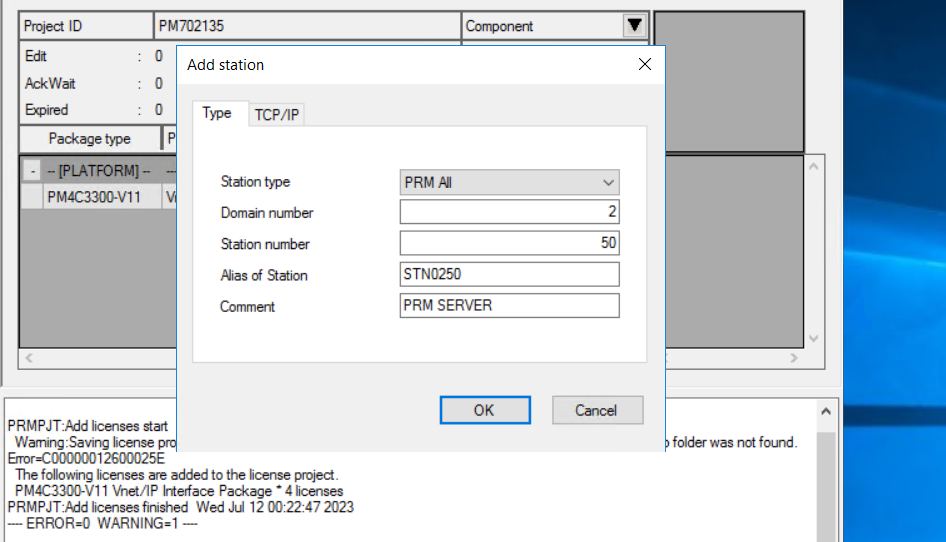 Project ID PM702135 Component
Edit : 0
AckWait : 0
Expired : 0
Package type P
- -- [PLATFORM] -- ---
PM4C3300-V11
Add station
Type TCP/IP
Station type PRM All
Domain number 2
Station number 50
Alias of Station STN0250
Comment PRM SERVER
OK Cancel
PRMPJT:Add licenses start
Warning:Saving license pro folder was not found.
Error=C00000012600025E
The following licenses are added to the license project.
PM4C3300-V11 Vnet/IP Interface Package * 4 licenses
PRMPJT:Add licenses finished Wed Jul 12 00:22:47 2023
---- ERROR=0 WARNING=1 ----